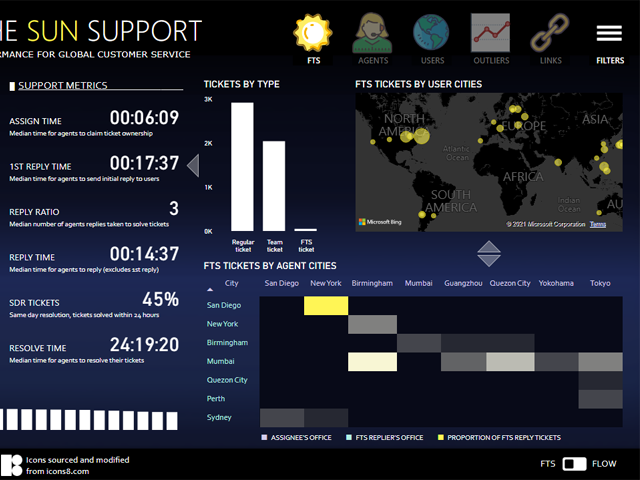 HE SUN SUPPORT
ORMANCE FOR GLOBAL CUSTOMER SERVICE
FTS
AGENTS
USERS
OUTLIERS
LINKS
FILTERS
SUPPORT METRICS
ASSIGN TIME 00:06:09
Median time for agents to claim ticket ownership
1ST REPLY TIME 00:17:37
Median time for agents to send initial reply to users
REPLY RATIO 3
Median number of agents replies taken to solve tickets
REPLY TIME 00:14:37
Median time for agents to reply (excludes 1st reply)
SDR TICKETS 45%
Same day resolution, tickets solved within 24 hours
RESOLVE TIME 24:19:20
Median time for agents to resolve their tickets
TICKETS BY TYPE
3K
2K
1K
0K
Regular ticket
Team ticket
FTS ticket
FTS TICKETS BY USER CITIES
NORTH AMERICA
EUROPE
ASIA
Atlantic Ocean
AFRICA
SOUTH AMERICA
Indian Ocean
AU
Microsoft Bing
© 2021 Microsoft Corporation Terms
FTS TICKETS BY AGENT CITIES
City San Diego New York Birmingham Mumbai Guangzhou Quezon City Yokohama Tokyo
San Diego
New York
Birmingham
Mumbai
Quezon City
Perth
Sydney
ASSIGNEE'S OFFICE
FTS REPLIER'S OFFICE
PROPORTION OF FTS REPLY TICKETS
Icons sourced and modified
from icons8.com
FTS FLOW